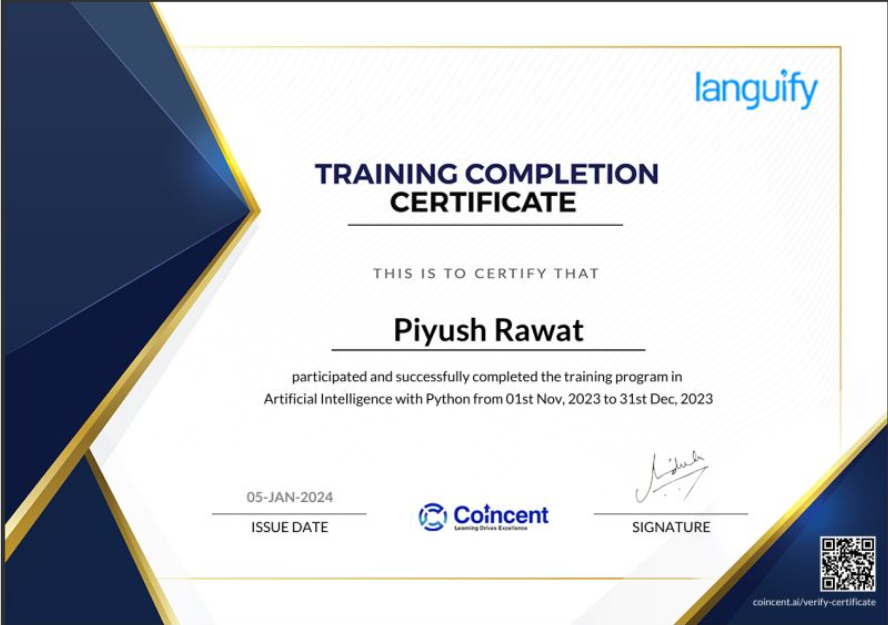 languify
TRAINING COMPLETION
CERTIFICATE
THIS IS TO CERTIFY THAT
Piyush Rawat
participated and successfully completed the training program in
Artificial Intelligence with Python from 01st Nov, 2023 to 31st Dec, 2023
05-JAN-2024
ISSUE DATE
Coincent
Learning Drives Excellence
SIGNATURE
coincent.ai/verify-certificate